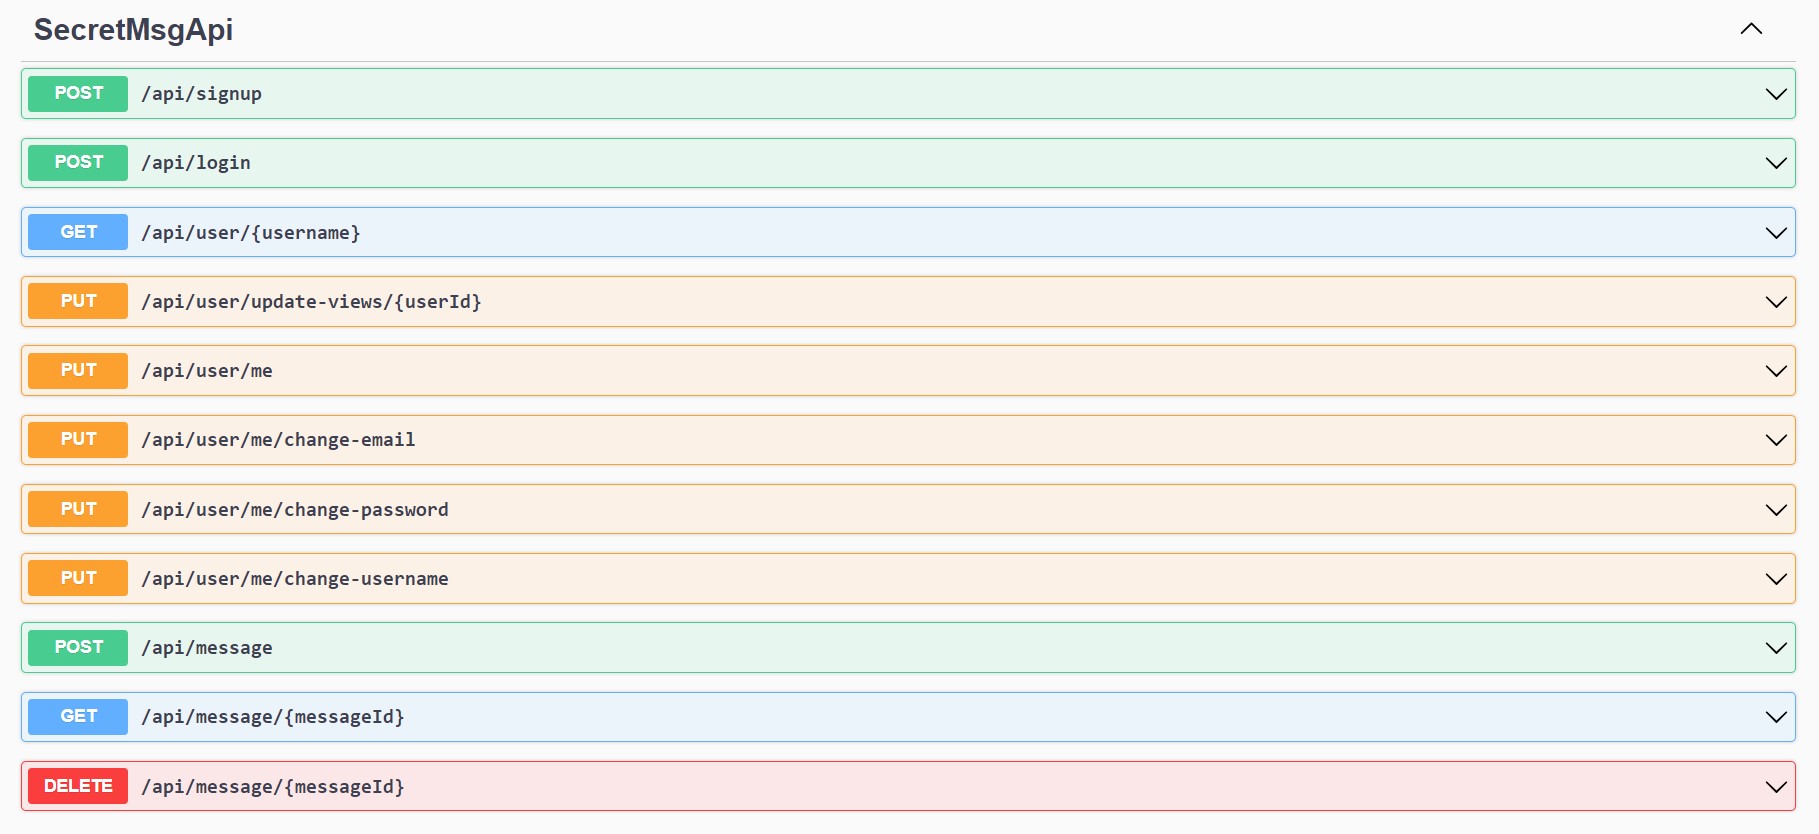 SecretMsgApi
POST /api/signup
POST /api/login
GET /api/user/{username}
PUT /api/user/update-views/{userId}
PUT /api/user/me
PUT /api/user/me/change-email
PUT /api/user/me/change-password
PUT /api/user/me/change-username
POST /api/message
GET /api/message/{messageId}
DELETE /api/message/{messageId}